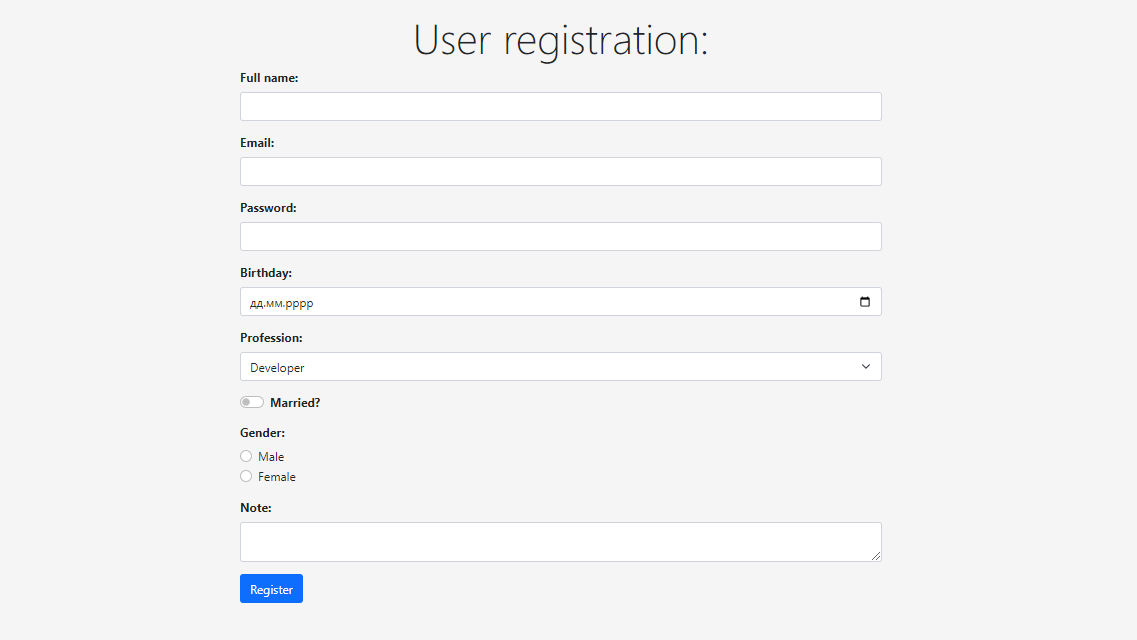 User registration:
Full name:
Email:
Password:
Birthday:
дд.мм.рррр
Profession:
Developer
Married?
Gender:
Male
Female
Note:
Register